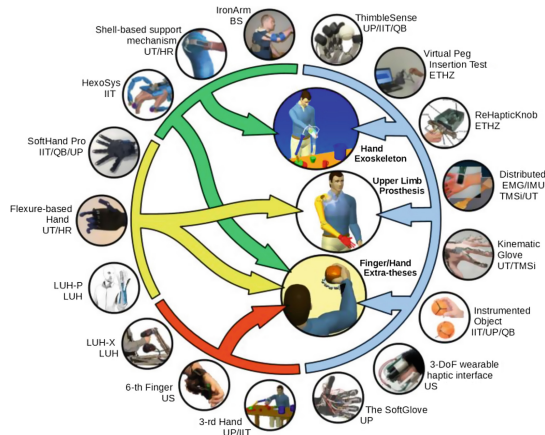 IronArm
BS
ThimbleSense
UP/IIT/QB
Shell-based support
mechanism
UT/HR
Virtual Peg
Insertion Test
ETHZ
HexoSys
IIT
ReHapticKnob
ETHZ
SoftHand Pro
IIT/QB/UP
Hand
Exoskeleton
Upper Limb
Prosthesis
Distributed
EMG/IMU
TMSi/UT
Flexure-based
Hand
UT/HR
Kinematic
Glove
UT/TMSi
Finger/Hand
Extra-theses
LUH-P
LUH
Instrumented
Object
IIT/UP/QB
LUH-X
LUH
3-DoF wearable
haptic interface
US
6-th Finger
US
The SoftGlove
UP
3-rd Hand
UP/IIT